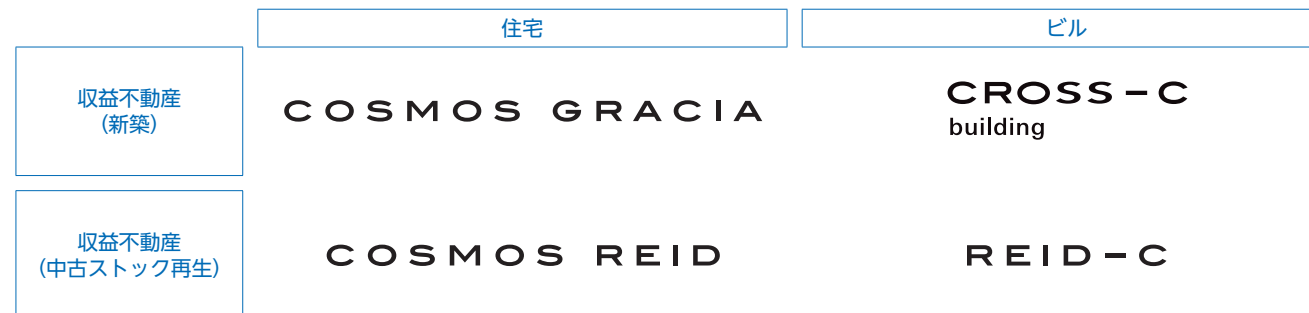 住宅
ビル
収益不動産
(新築)
COSMOS GRACIA
CROSS-C
building
収益不動産
(中古ストック再生)
COSMOS REID
REID-C